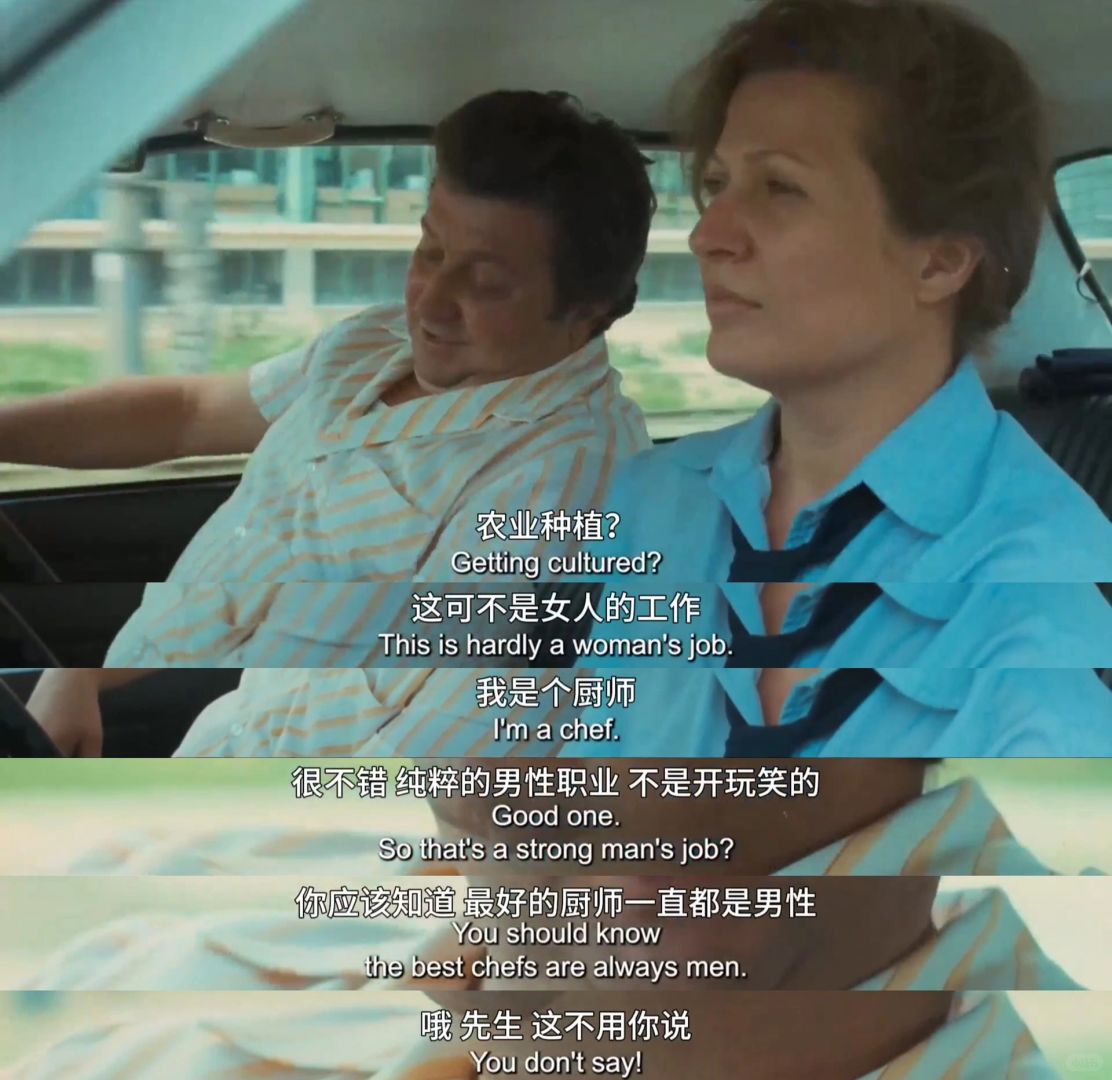 农业种植？
Getting cultured?
这可不是女人的工作
This is hardly a woman's job.
我是个厨师
I'm a chef.
很不错 纯粹的男性职业 不是开玩笑的
Good one.
So that's a strong man's job?
你应该知道 最好的厨师一直都是男性
You should know
the best chefs are always men.
哦 先生 这不用你说
You don't say!